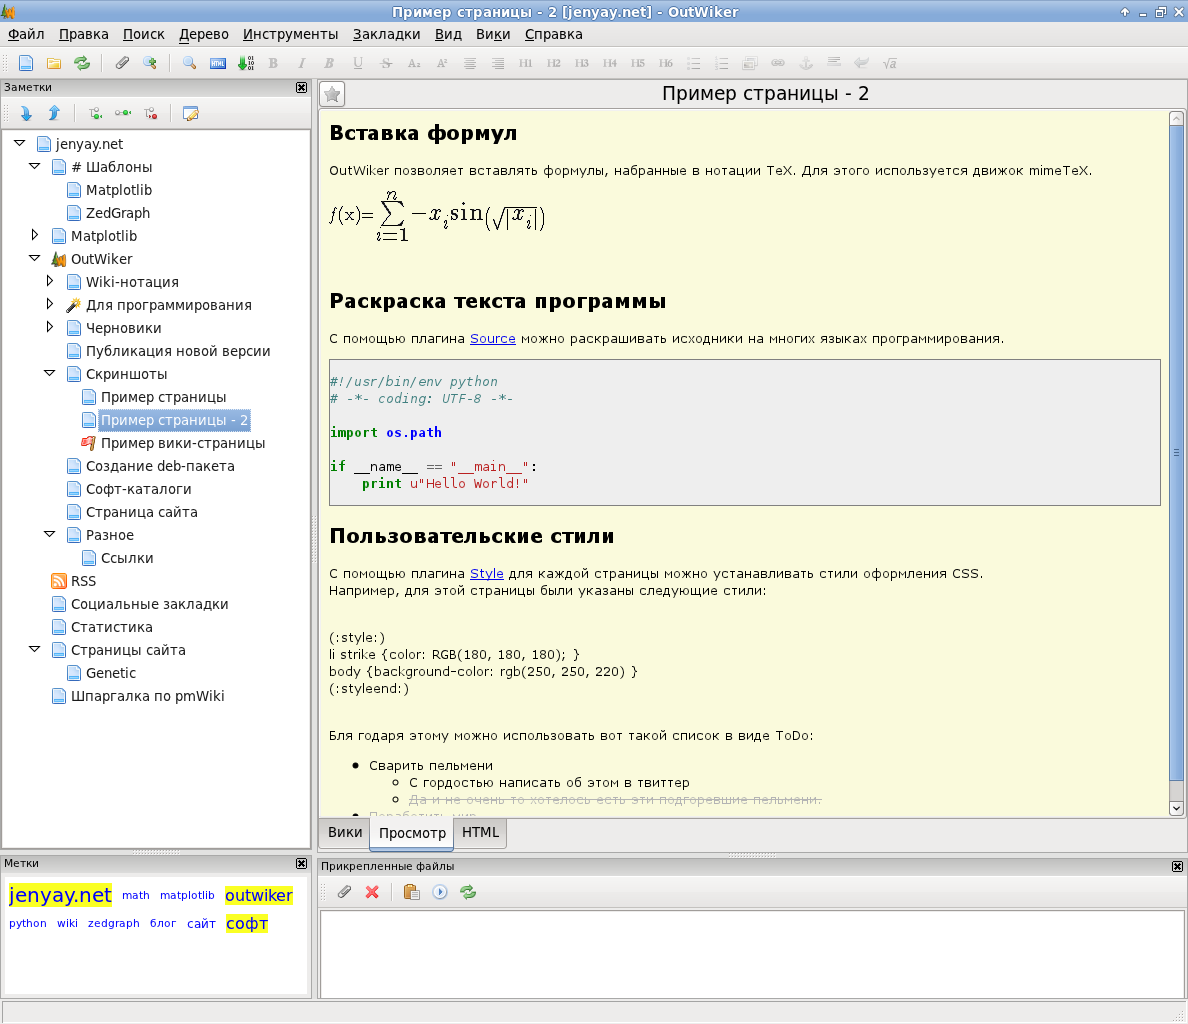 Пример страницы - 2 [jenyay.net] - OutWiker
Файл Правка Поиск Дерево Инструменты Закладки Вид Вики Справка
HTML 01 10 01 B I B U S A₂ A² H1 H2 H3 H4 H5 H6 √a
Заметки
jenyay.net
# Шаблоны
Matplotlib
ZedGraph
Matplotlib
OutWiker
Wiki-нотация
Для программирования
Черновики
Публикация новой версии
Скриншоты
Пример страницы
Пример страницы - 2
Пример вики-страницы
Создание deb-пакета
Софт-каталоги
Страница сайта
Разное
Ссылки
RSS
Социальные закладки
Статистика
Страницы сайта
Genetic
Шпаргалка по pmWiki
Метки
jenyay.net math matplotlib outwiker
python wiki zedgraph блог сайт софт
Пример страницы - 2
Вставка формул
OutWiker позволяет вставлять формулы, набранные в нотации TeX. Для этого используется движок mimeTeX.
f(x)=∑_{i=1}^{n} −x_i sin(√|x_i|)
Раскраска текста программы
С помощью плагина Source можно раскрашивать исходники на многих языках программирования.
#!/usr/bin/env python
# -*- coding: UTF-8 -*-
import os.path
if __name__ == "__main__":
print u"Hello World!"
Пользовательские стили
С помощью плагина Style для каждой страницы можно устанавливать стили оформления CSS.
Например, для этой страницы были указаны следующие стили:
(:style:)
li strike {color: RGB(180, 180, 180); }
body {background-color: rgb(250, 250, 220) }
(:styleend:)
Бля годаря этому можно использовать вот такой список в виде ToDo:
Сварить пельмени
С гордостью написать об этом в твиттер
Да и не очень то хотелось есть эти подгоревшие пельмени.
Вики Просмотр HTML
Прикрепленные файлы